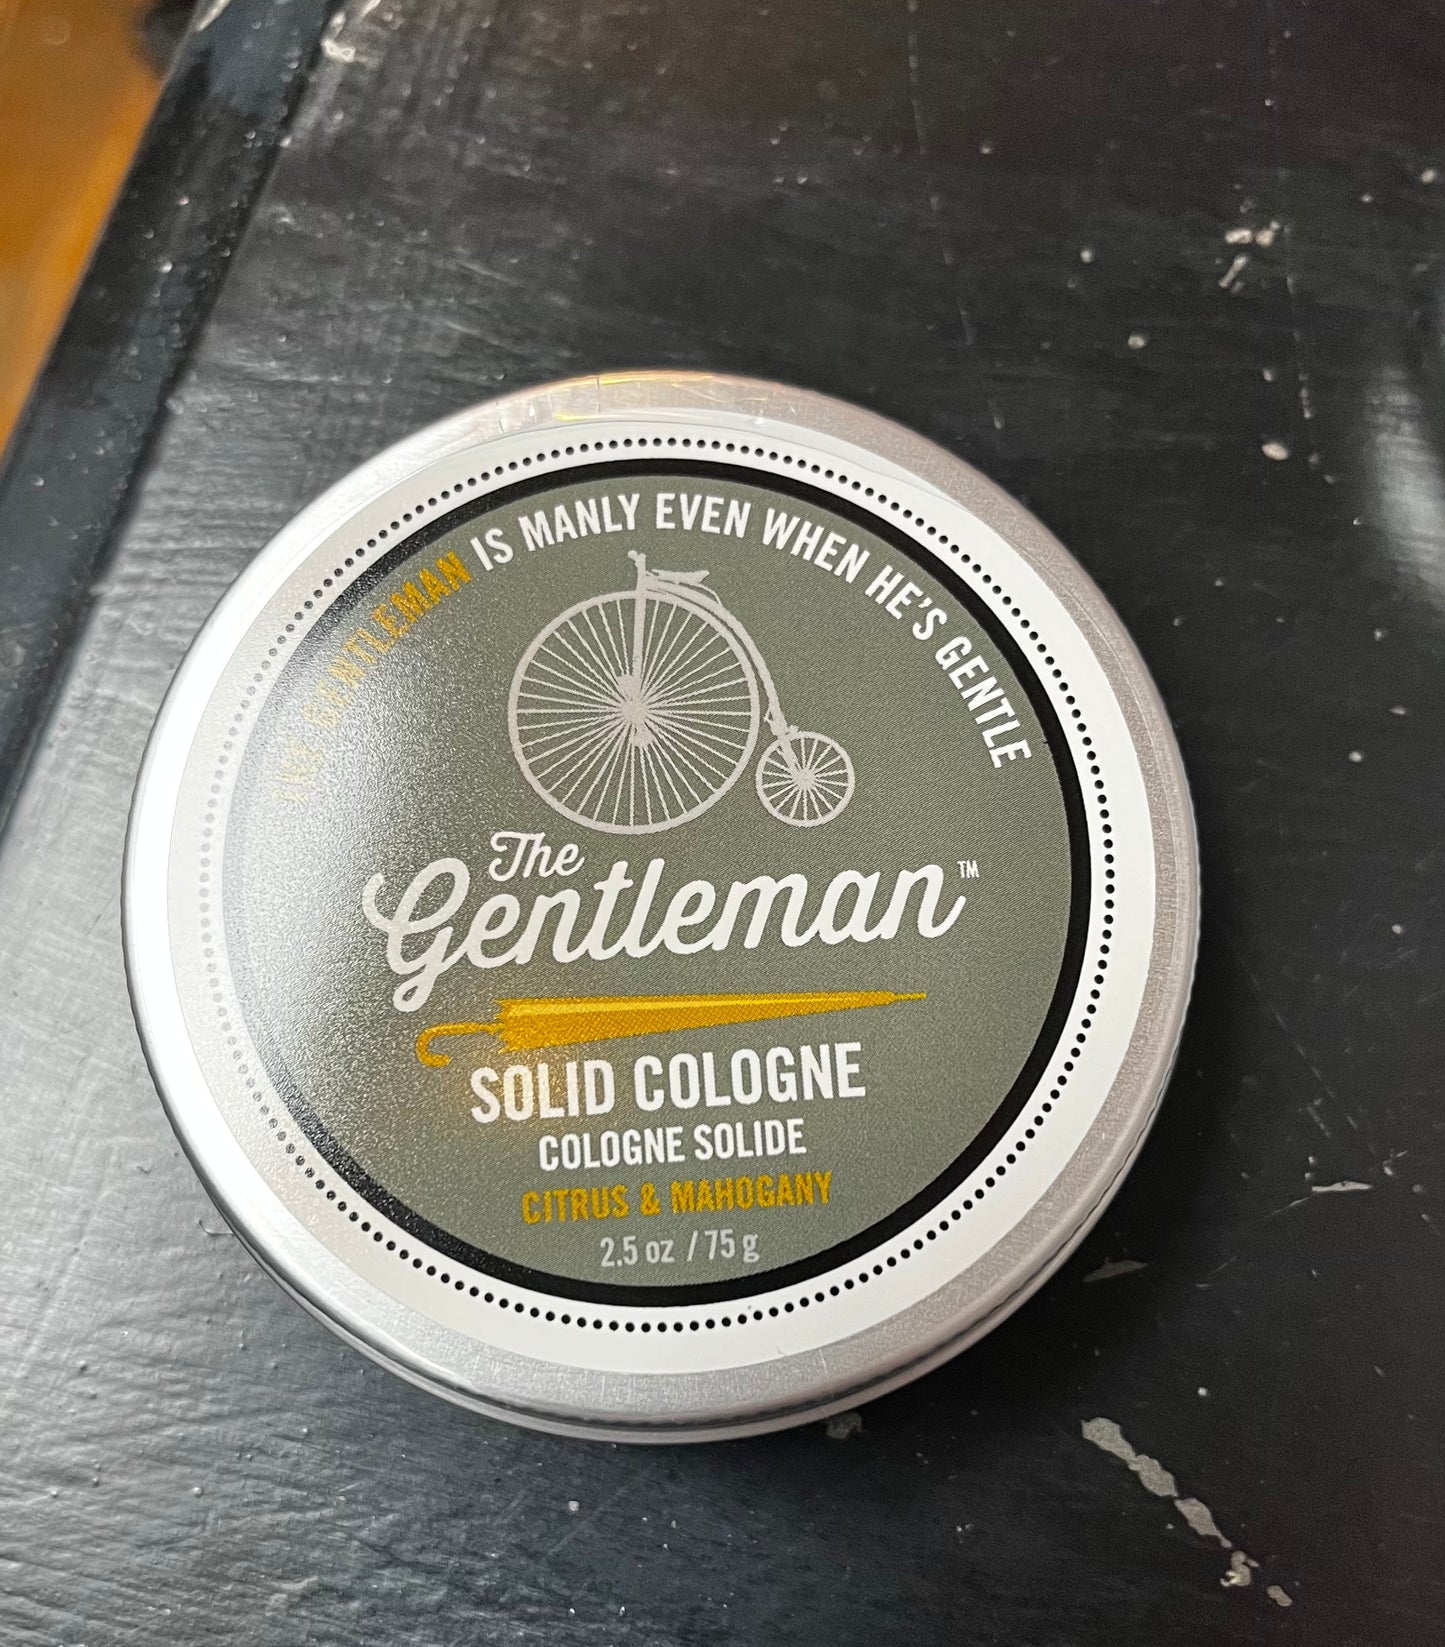 THE GENTLEMAN IS MANLY EVEN WHEN HE'S GENTLE
The
Gentleman™
SOLID COLOGNE
COLOGNE SOLIDE
CITRUS & MAHOGANY
2.5 oz / 75 g